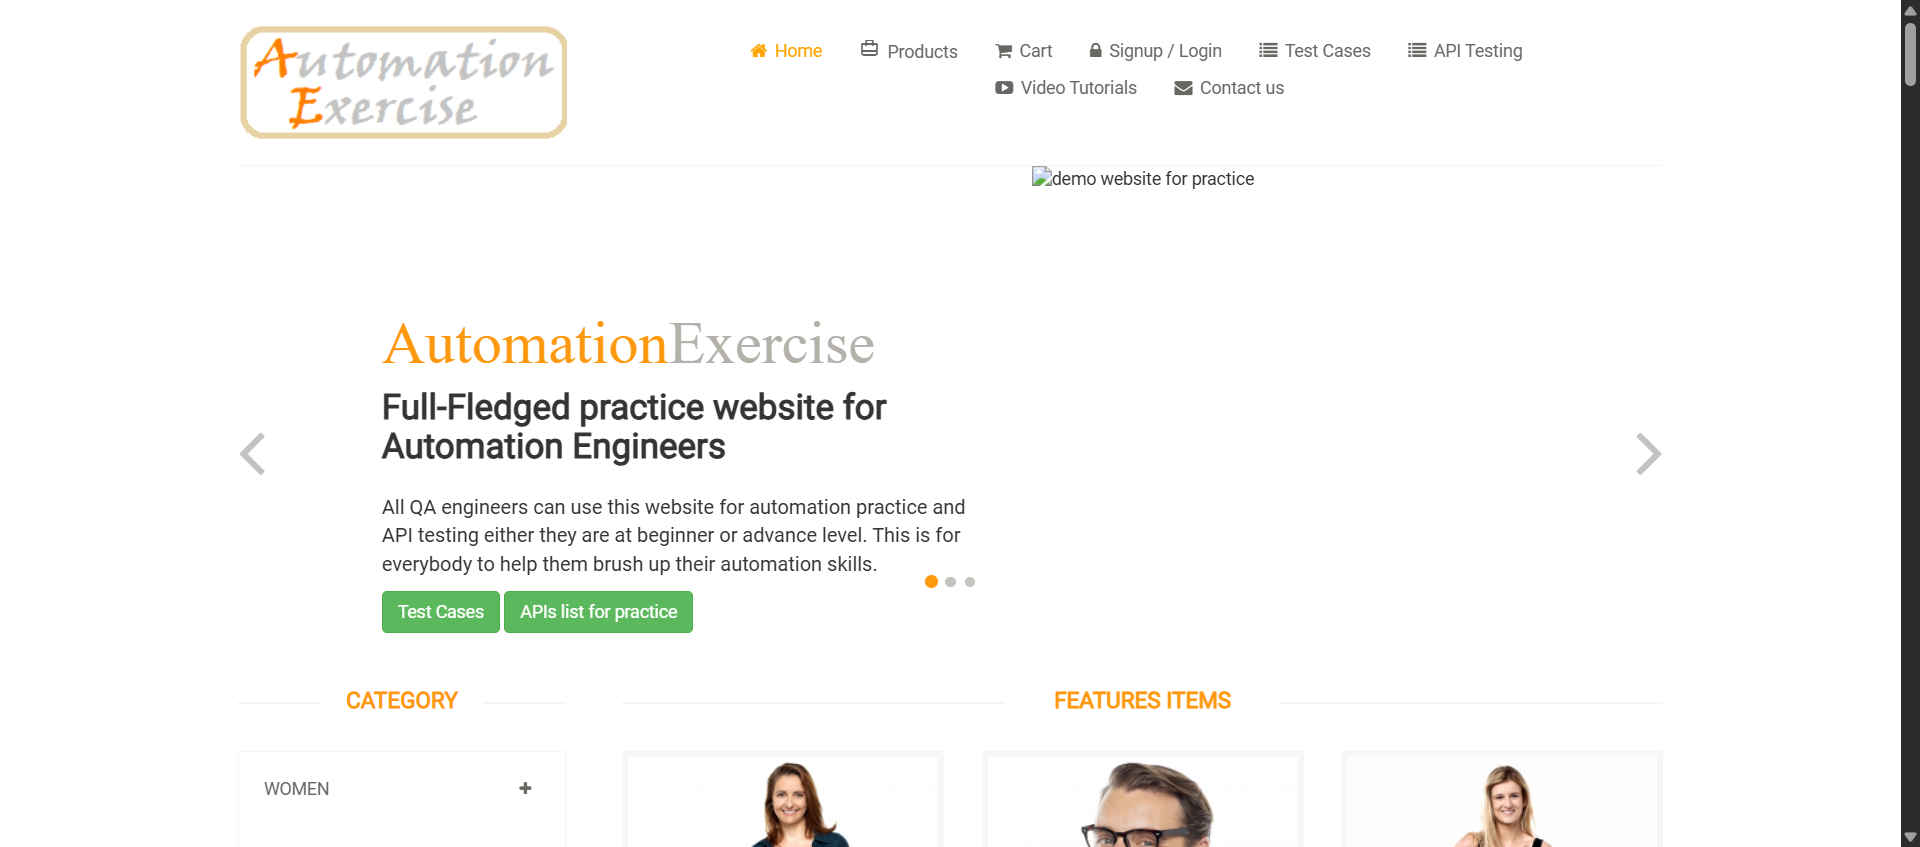 Automation
Exercise
Home
Products
Cart
Signup / Login
Test Cases
API Testing
Video Tutorials
Contact us
demo website for practice
AutomationExercise
Full-Fledged practice website for
Automation Engineers
All QA engineers can use this website for automation practice and
API testing either they are at beginner or advance level. This is for
everybody to help them brush up their automation skills.
Test Cases
APIs list for practice
CATEGORY
FEATURES ITEMS
WOMEN